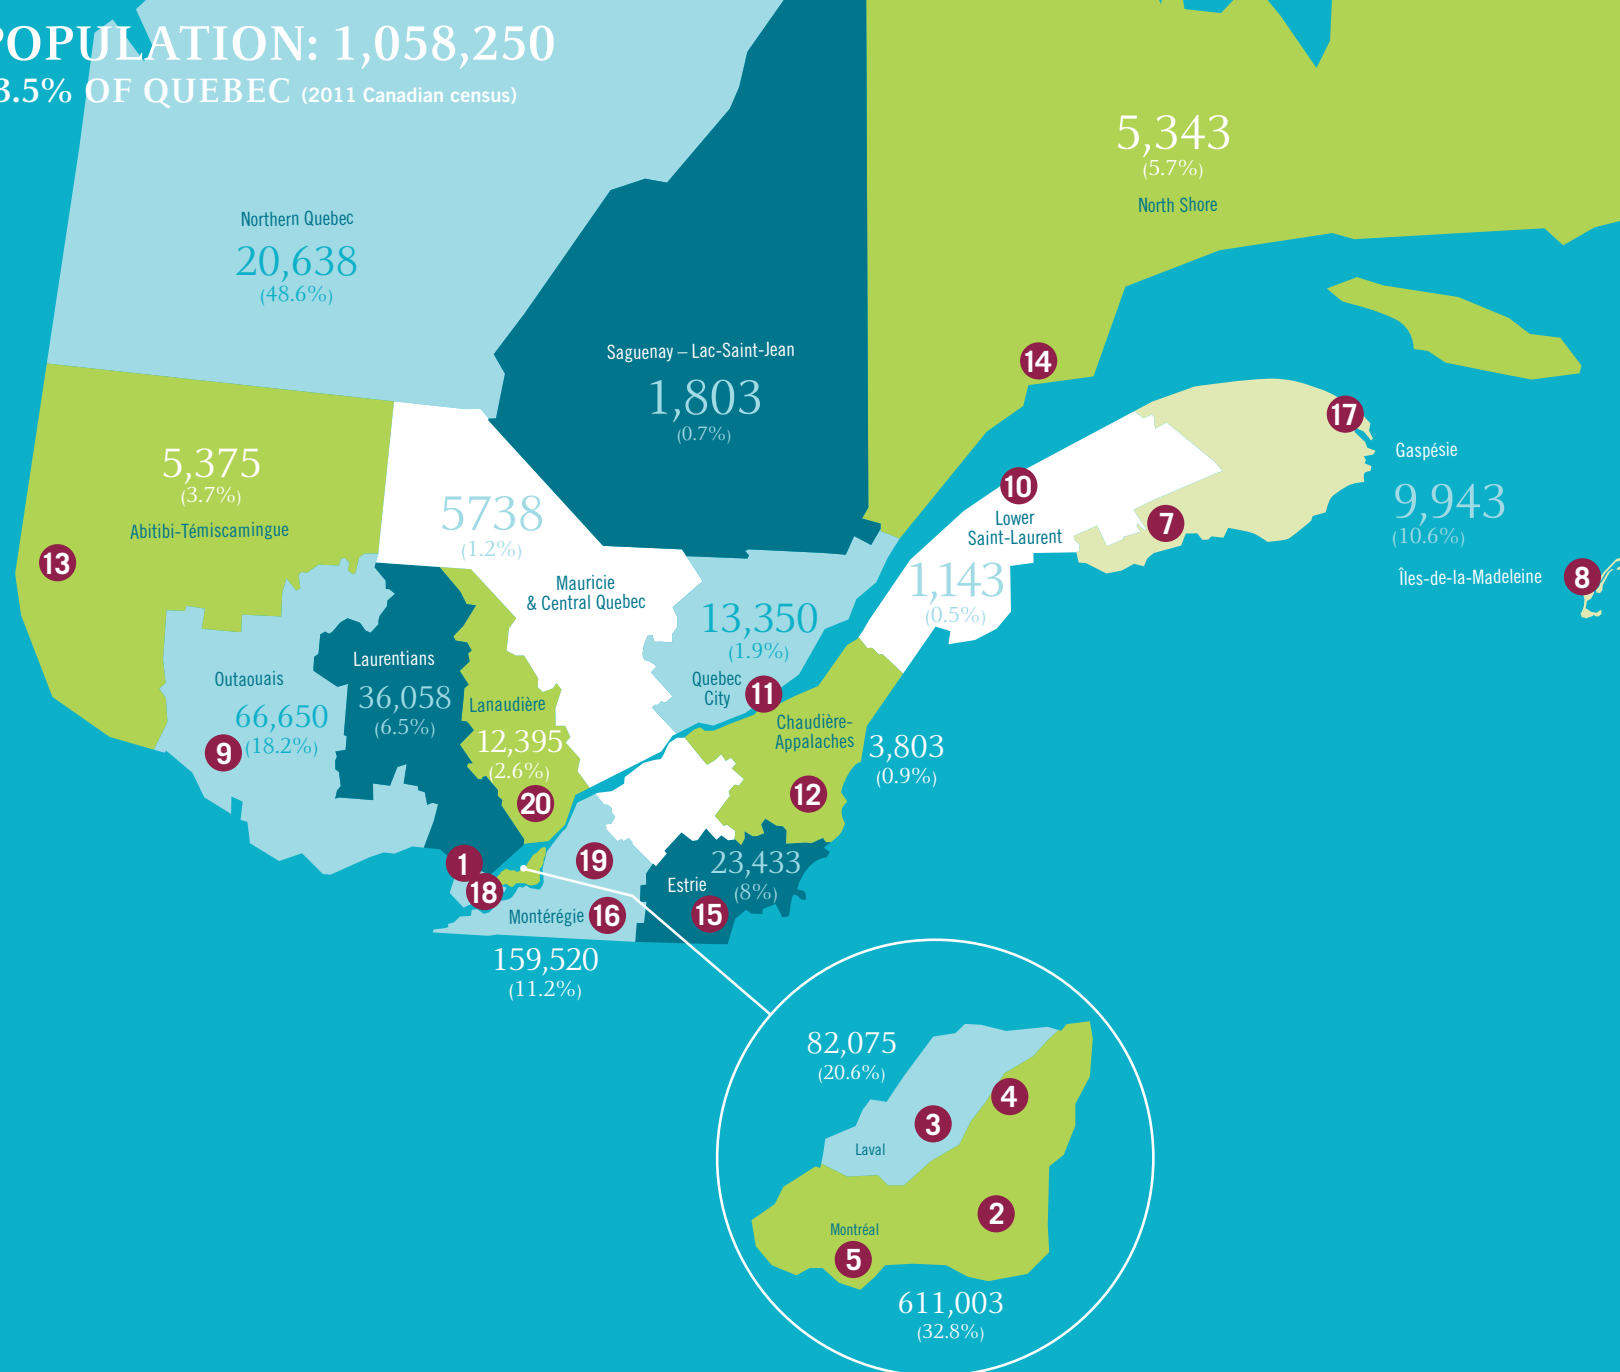 POPULATION: 1,058,250
3.5% OF QUEBEC (2011 Canadian census)
5,343
(5.7%)
North Shore
Northern Quebec
20,638
(48.6%)
Saguenay – Lac-Saint-Jean
1,803
(0.7%)
14
17
Gaspésie
9,943
(10.6%)
5,375
(3.7%)
Abitibi-Témiscamingue
13
5738
(1.2%)
Mauricie
& Central Quebec
10
Lower
Saint-Laurent
1,143
(0.5%)
7
Îles-de-la-Madeleine
8
13,350
(1.9%)
Quebec
City
11
Laurentians
36,058
(6.5%)
Outaouais
66,650
(18.2%)
9
Lanaudière
12,395
(2.6%)
20
Chaudière-
Appalaches
3,803
(0.9%)
12
1
18
19
Estrie
23,433
(8%)
15
Montérégie
16
159,520
(11.2%)
82,075
(20.6%)
4
3
Laval
2
Montréal
5
611,003
(32.8%)